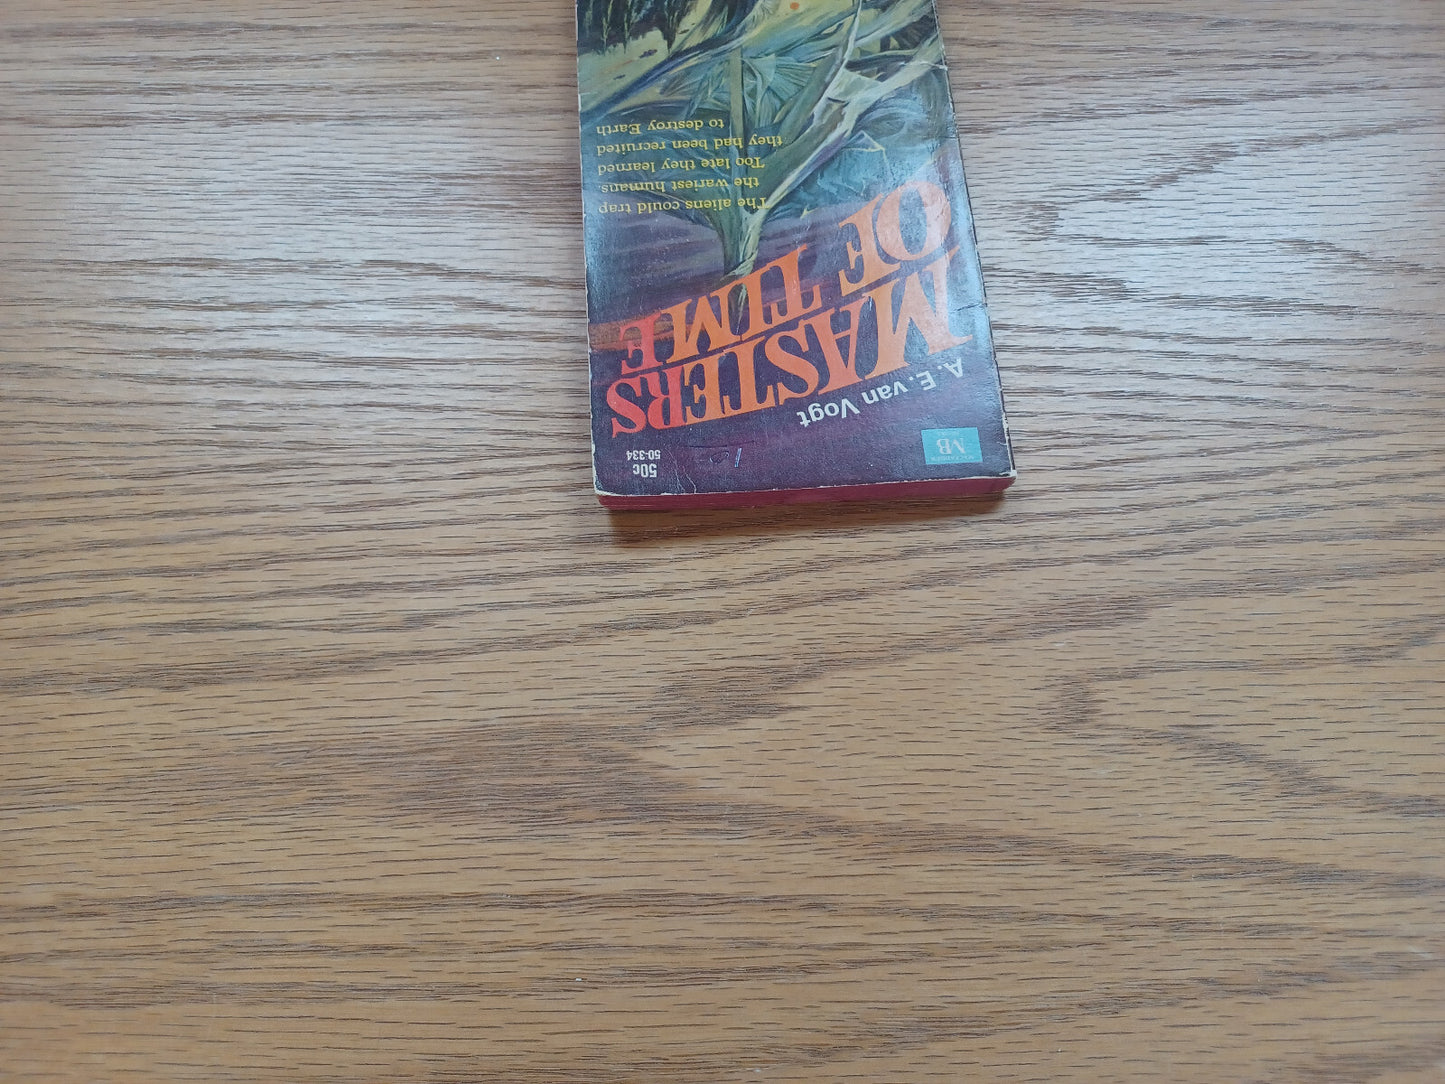 MB
50c
50-334
A. E. van Vogt
MASTERS
OF TIME
The aliens could trap
the wariest humans.
Too late they learned
they had been recruited
to destroy Earth